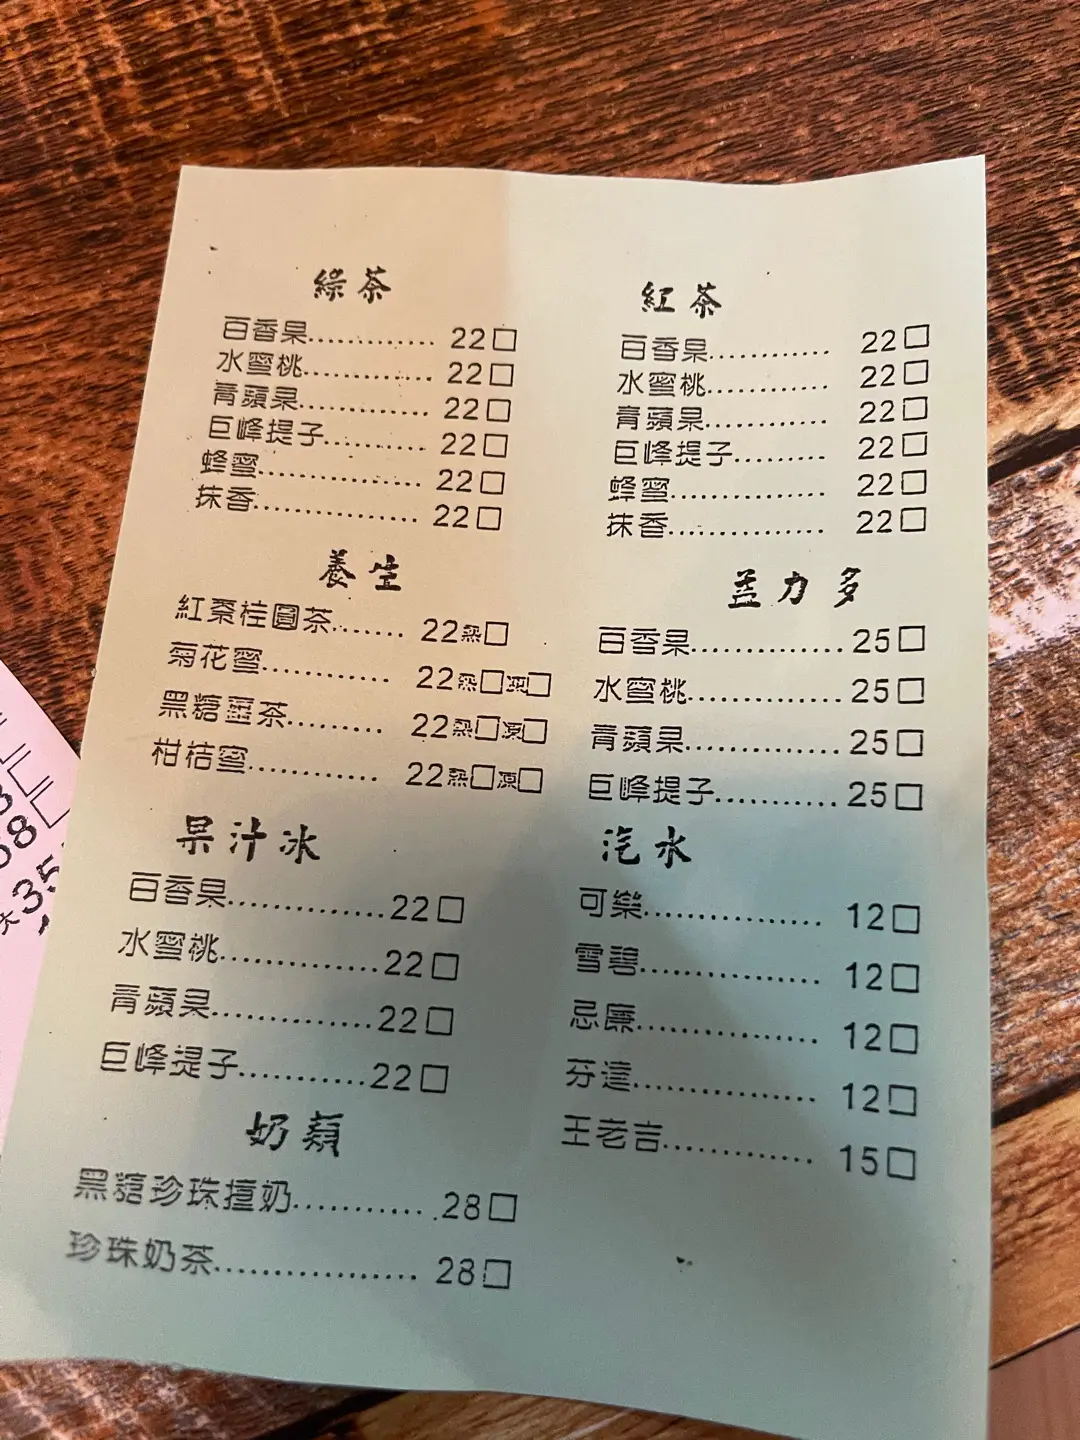 綠茶
百香果............. 22□
水蜜桃............. 22□
青蘋果............. 22□
巨峰提子........... 22□
蜂蜜................ 22□
抹香................ 22□
養生
紅棗桂圓茶....... 22熱□
菊花蜜............ 22熱□凍□
黑糖薑茶......... 22熱□凍□
柑桔蜜............ 22熱□凍□
果汁冰
百香果.............22□
水蜜桃.............22□
青蘋果.............22□
巨峰提子...........22□
奶類
黑糖珍珠撞奶........... 28□
珍珠奶茶................ 28□
紅茶
百香果............ 22□
水蜜桃............ 22□
青蘋果............ 22□
巨峰提子......... 22□
蜂蜜............... 22□
抹香............... 22□
益力多
百香果.............25□
水蜜桃.............25□
青蘋果.............25□
巨峰提子..........25□
汽水
可樂................ 12□
雪碧................ 12□
忌廉................ 12□
芬達................ 12□
王老吉............. 15□
8
35
大